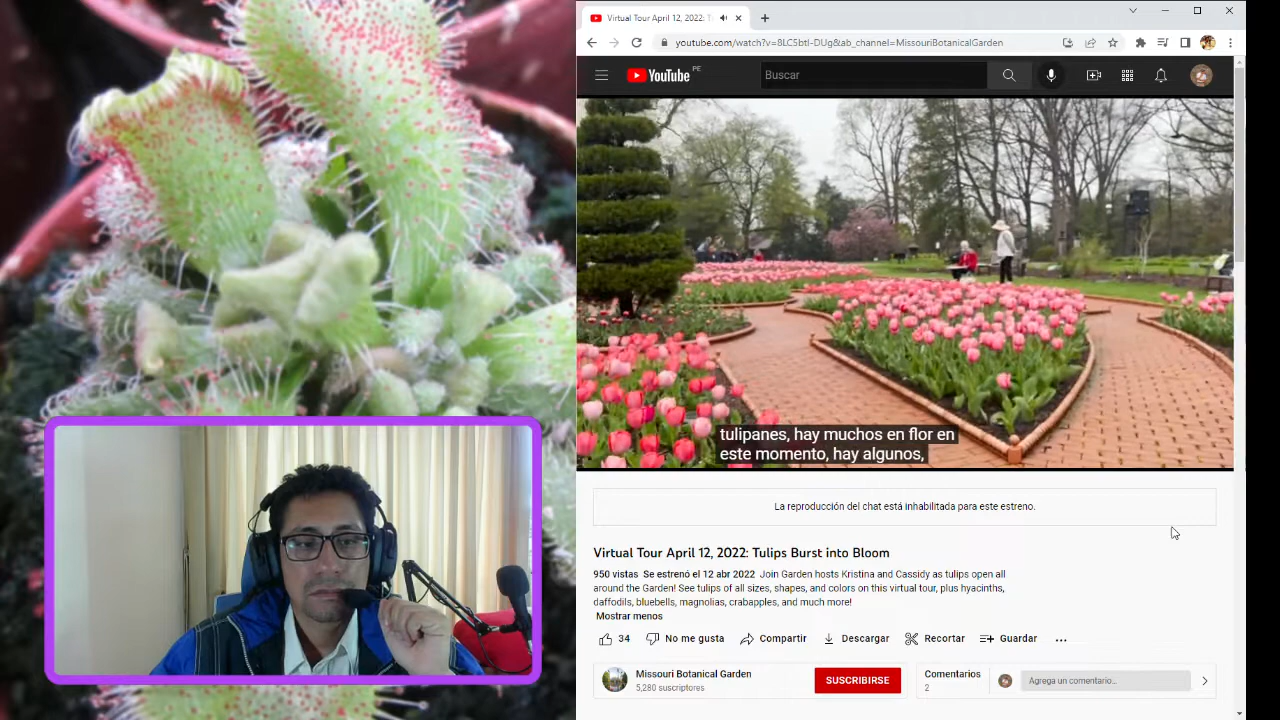 Virtual Tour April 12, 2022: T
youtube.com/watch?v=8LC5btI-DUg&ab_channel=MissouriBotanicalGarden
YouTube PE
Buscar
tulipanes, hay muchos en flor en
este momento, hay algunos,
La reproducción del chat está inhabilitada para este estreno.
Virtual Tour April 12, 2022: Tulips Burst into Bloom
950 vistas Se estrenó el 12 abr 2022 Join Garden hosts Kristina and Cassidy as tulips open all
around the Garden! See tulips of all sizes, shapes, and colors on this virtual tour, plus hyacinths,
daffodils, bluebells, magnolias, crabapples, and much more!
Mostrar menos
34 No me gusta Compartir Descargar Recortar Guardar
Missouri Botanical Garden
5,280 suscriptores
SUSCRIBIRSE
Comentarios
2
Agrega un comentario...